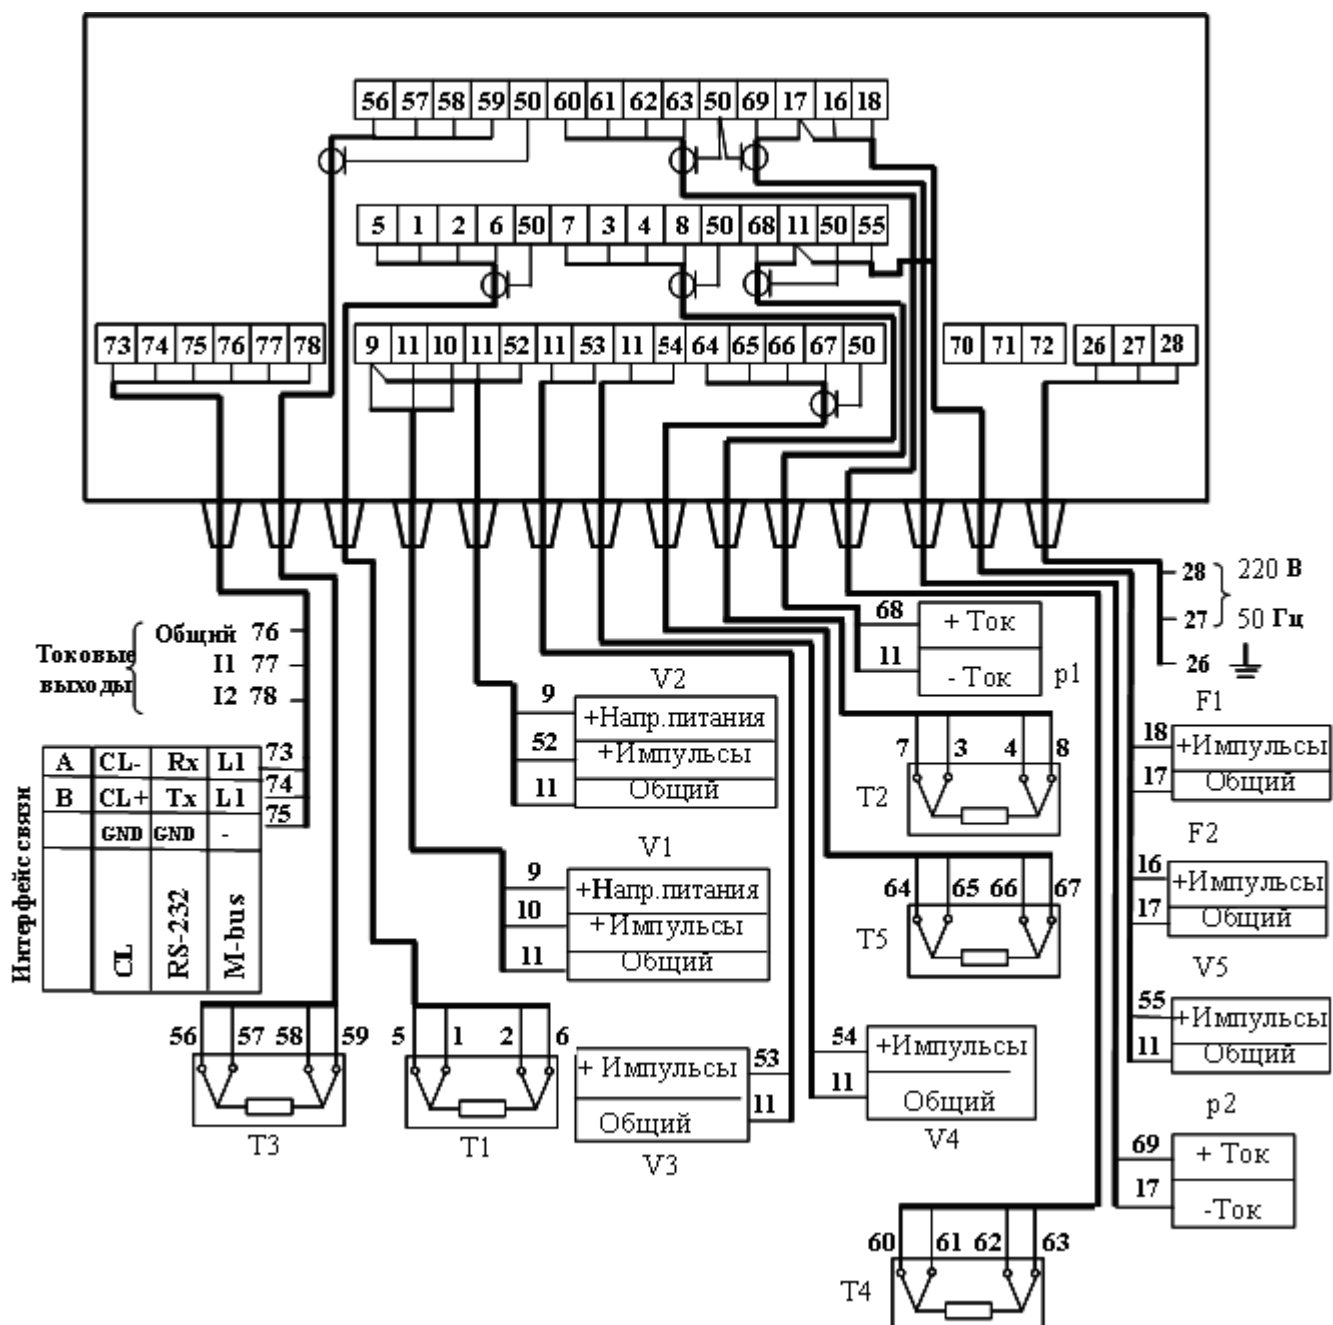 56 57 58 59 50 60 61 62 63 50 69 17 16 18
5 1 2 6 50 7 3 4 8 50 68 11 50 55
73 74 75 76 77 78
9 11 10 11 52 11 53 11 54 64 65 66 67 50
70 71 72
26 27 28
28 220 В
27 50 Гц
26
Токовые
выходы
Общий 76
I1 77
I2 78
73
74
75
A CL- Rx L1
B CL+ Tx L1
GND GND -
CL
RS-232
M-bus
Интерфейс связи
V2
9 +Напр.питания
52 +Импульсы
11 Общий
V1
9 +Напр.питания
10 +Импульсы
11 Общий
68 + Ток
11 - Ток
p1
7 3 4 8
T2
64 65 66 67
T5
F1
18 +Импульсы
17 Общий
F2
16 +Импульсы
17 Общий
V5
55 +Импульсы
11 Общий
p2
69 + Ток
17 -Ток
56 57 58 59
T3
5 1 2 6
T1
+ Импульсы 53
Общий 11
V3
54 +Импульсы
11 Общий
V4
60 61 62 63
T4